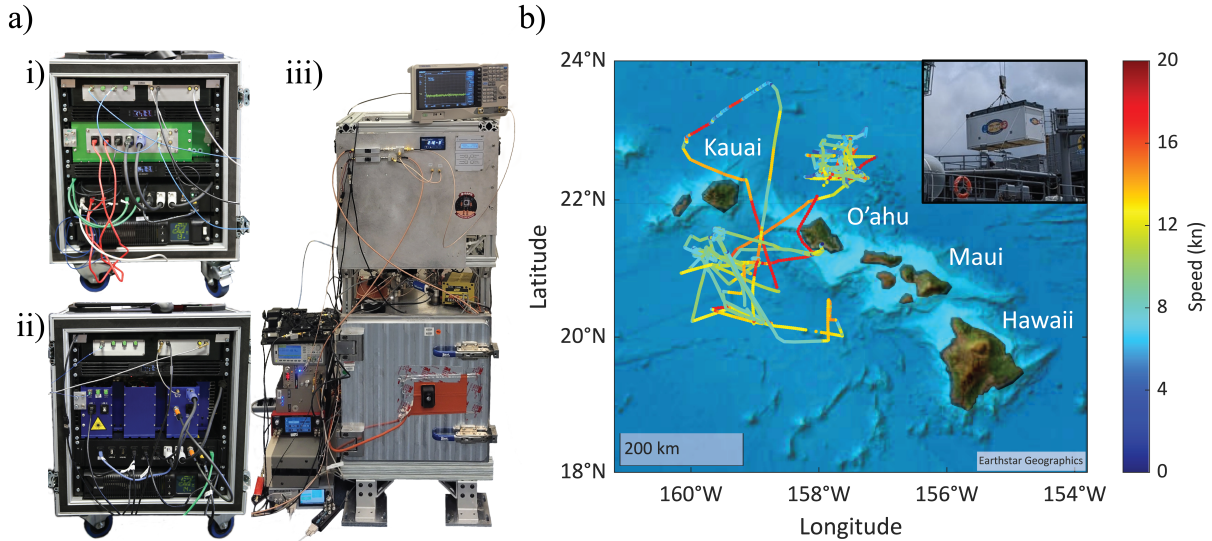 a)
i)
ii)
iii)
b)
24°N
22°N
20°N
18°N
Latitude
Kauai
O'ahu
Maui
Hawaii
200 km
Earthstar Geographics
160°W
158°W
156°W
154°W
Longitude
20
16
12
8
4
0
Speed (kn)